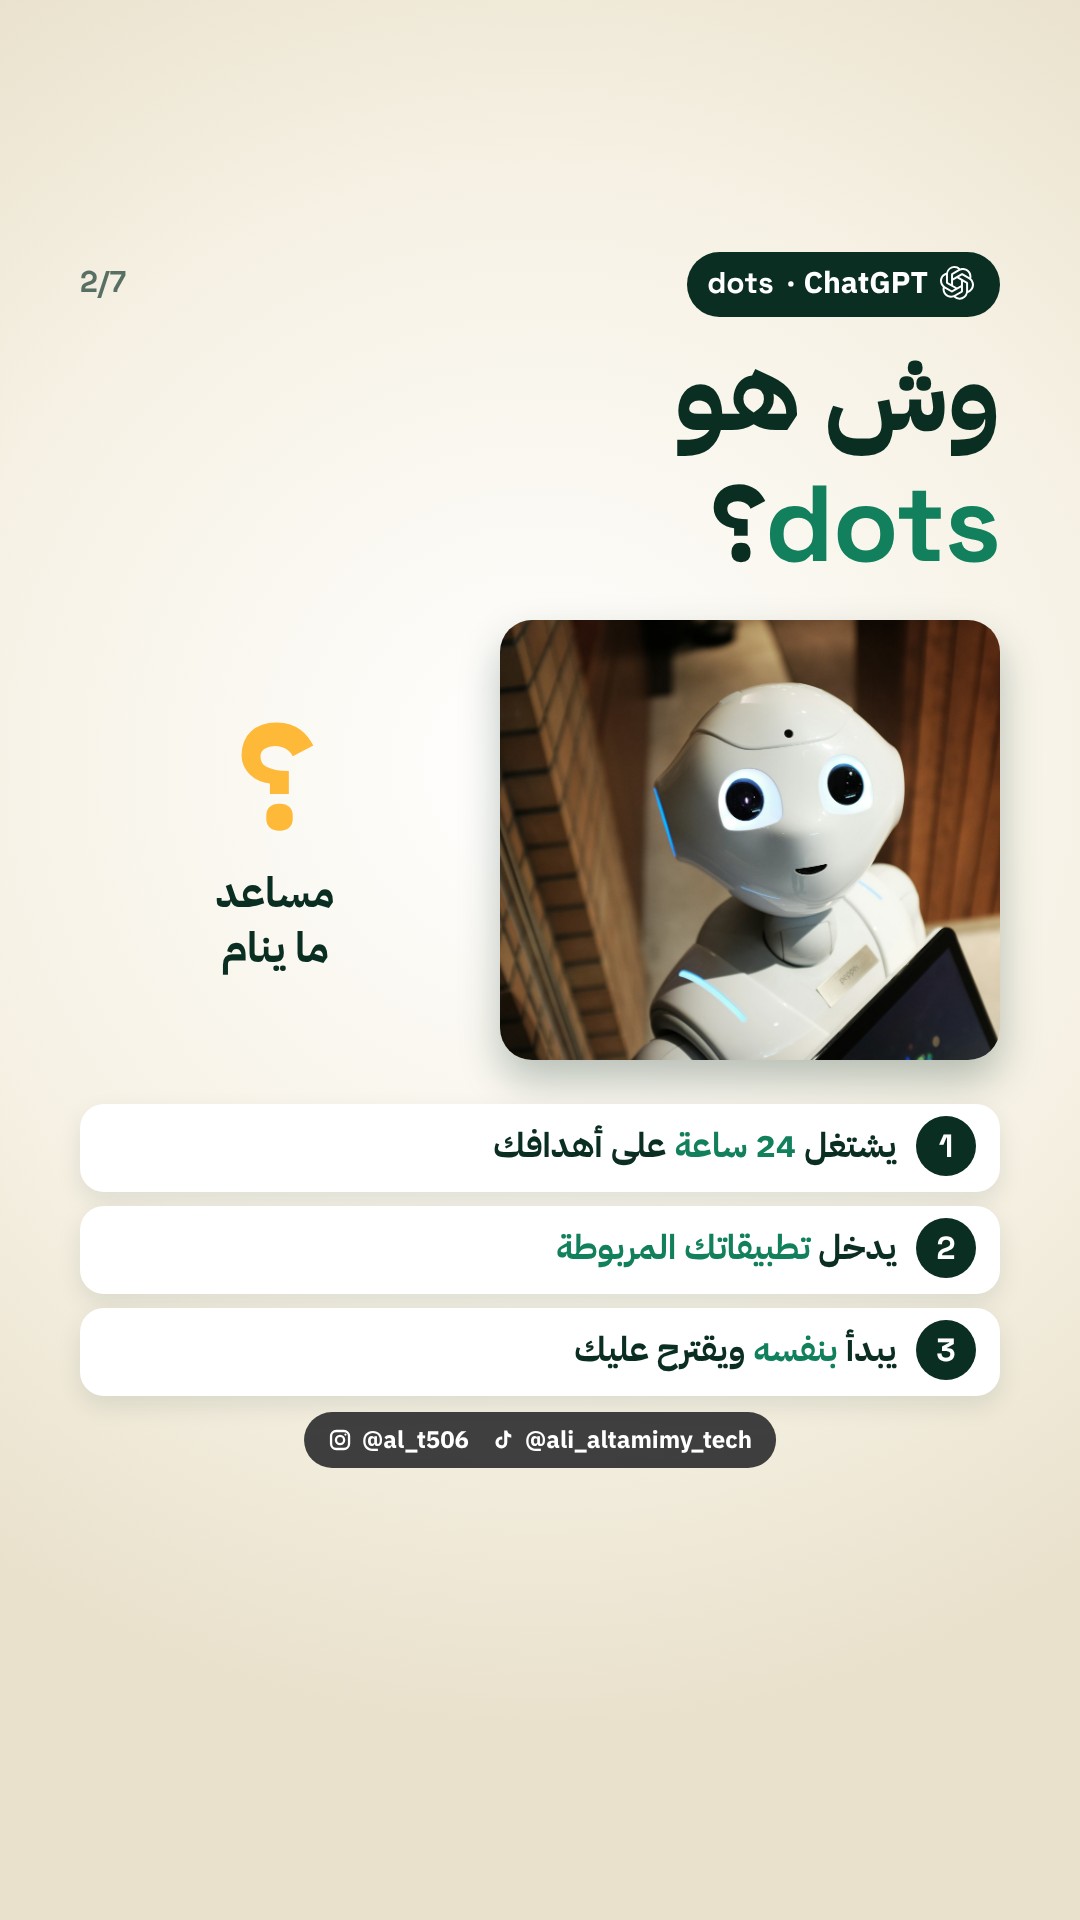 dots · ChatGPT
2/7
وش هو
dots؟
؟
مساعد
ما ينام
1 يشتغل 24 ساعة على أهدافك
2 يدخل تطبيقاتك المربوطة
3 يبدأ بنفسه ويقترح عليك
@al_t506 @ali_altamimy_tech